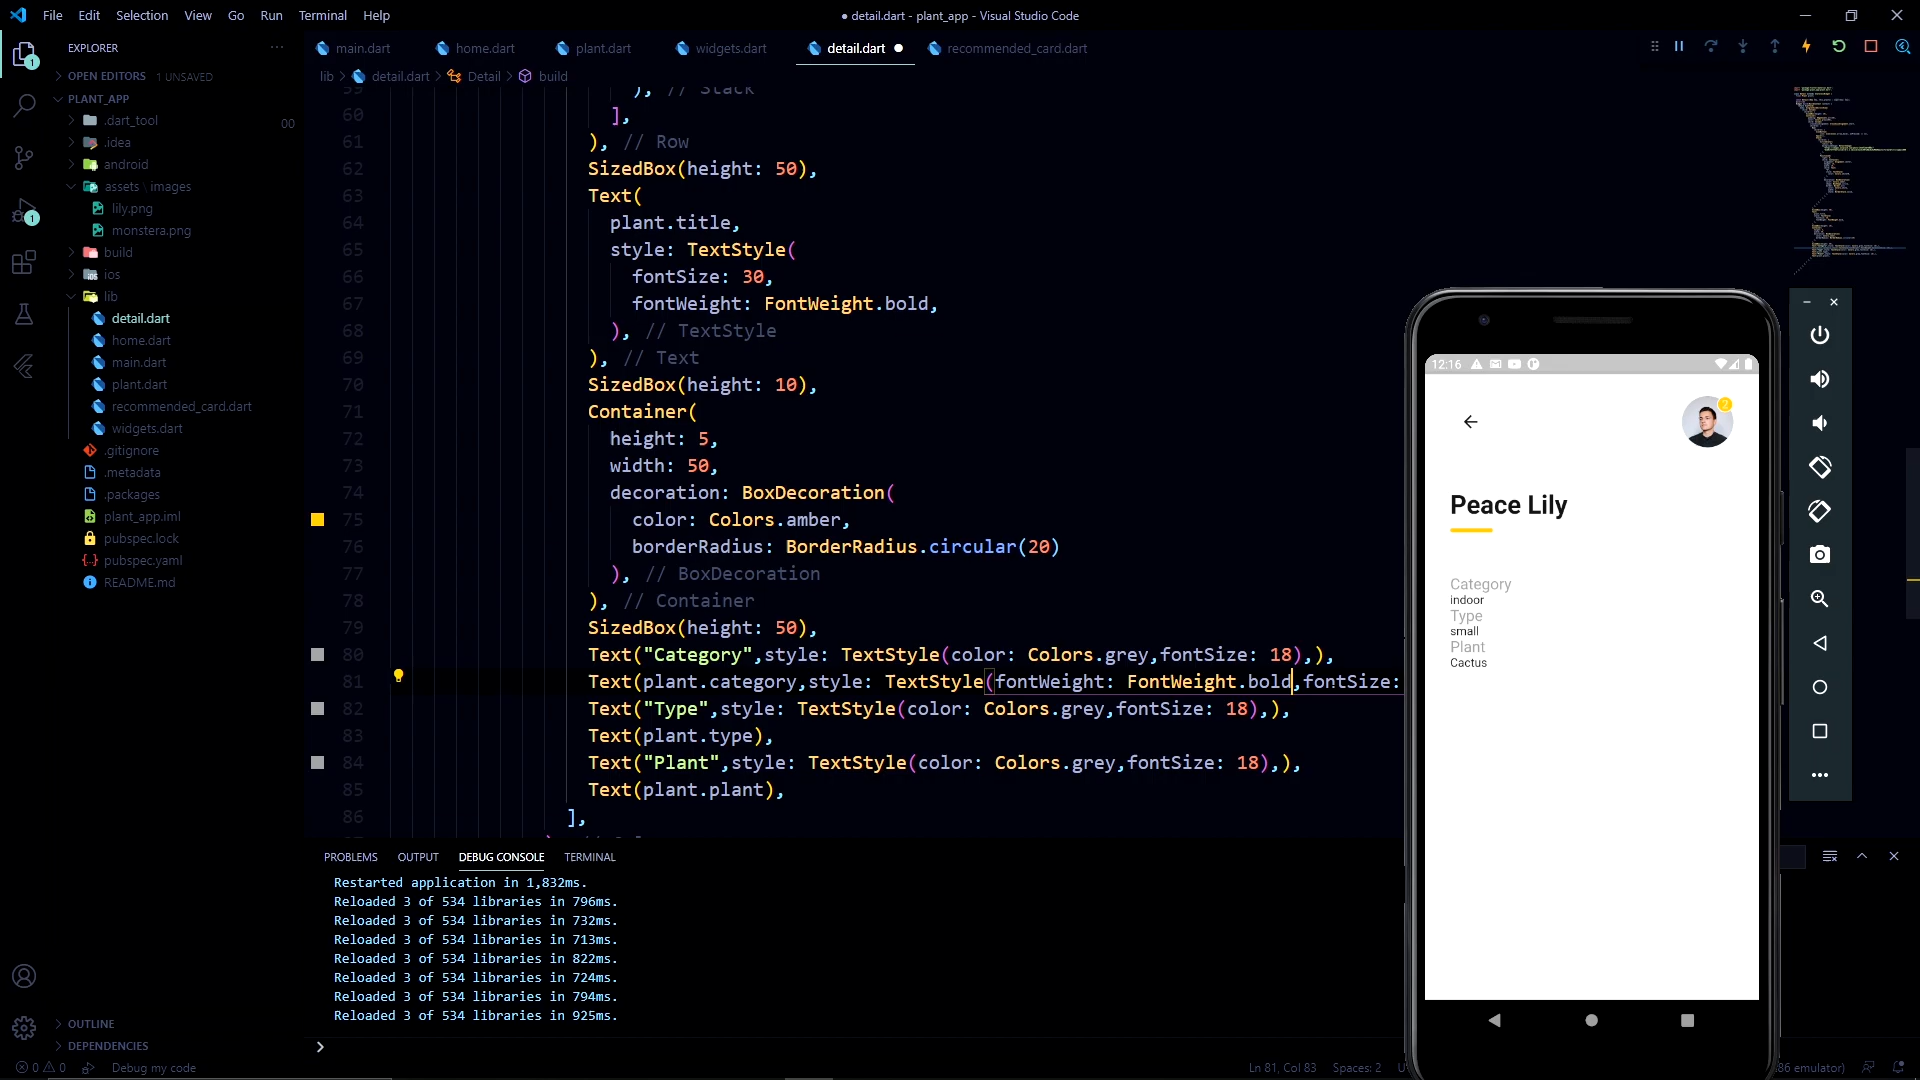 File Edit Selection View Go Run Terminal Help
● detail.dart - plant_app - Visual Studio Code
EXPLORER
main.dart home.dart plant.dart widgets.dart detail.dart recommended_card.dart
OPEN EDITORS 1 UNSAVED
lib > detail.dart > Detail > build
PLANT_APP
.dart_tool
.idea
android
assets \ images
lily.png
monstera.png
build
ios
lib
detail.dart
home.dart
main.dart
plant.dart
recommended_card.dart
widgets.dart
.gitignore
.metadata
.packages
plant_app.iml
pubspec.lock
pubspec.yaml
README.md
OUTLINE
DEPENDENCIES
1
1
59 ), // Stack
60 ],
61 ), // Row
62 SizedBox(height: 50),
63 Text(
64 plant.title,
65 style: TextStyle(
66 fontSize: 30,
67 fontWeight: FontWeight.bold,
68 ), // TextStyle
69 ), // Text
70 SizedBox(height: 10),
71 Container(
72 height: 5,
73 width: 50,
74 decoration: BoxDecoration(
75 color: Colors.amber,
76 borderRadius: BorderRadius.circular(20)
77 ), // BoxDecoration
78 ), // Container
79 SizedBox(height: 50),
80 Text("Category",style: TextStyle(color: Colors.grey,fontSize: 18),),
81 Text(plant.category,style: TextStyle(fontWeight: FontWeight.bold,fontSize:
82 Text("Type",style: TextStyle(color: Colors.grey,fontSize: 18),),
83 Text(plant.type),
84 Text("Plant",style: TextStyle(color: Colors.grey,fontSize: 18),),
85 Text(plant.plant),
86 ],
PROBLEMS OUTPUT DEBUG CONSOLE TERMINAL
Restarted application in 1,832ms.
Reloaded 3 of 534 libraries in 796ms.
Reloaded 3 of 534 libraries in 732ms.
Reloaded 3 of 534 libraries in 713ms.
Reloaded 3 of 534 libraries in 822ms.
Reloaded 3 of 534 libraries in 724ms.
Reloaded 3 of 534 libraries in 794ms.
Reloaded 3 of 534 libraries in 925ms.
12:16
2
Peace Lily
Category
indoor
Type
small
Plant
Cactus
0 0 Debug my code
Ln 81, Col 83 Spaces: 2 U
86 emulator)